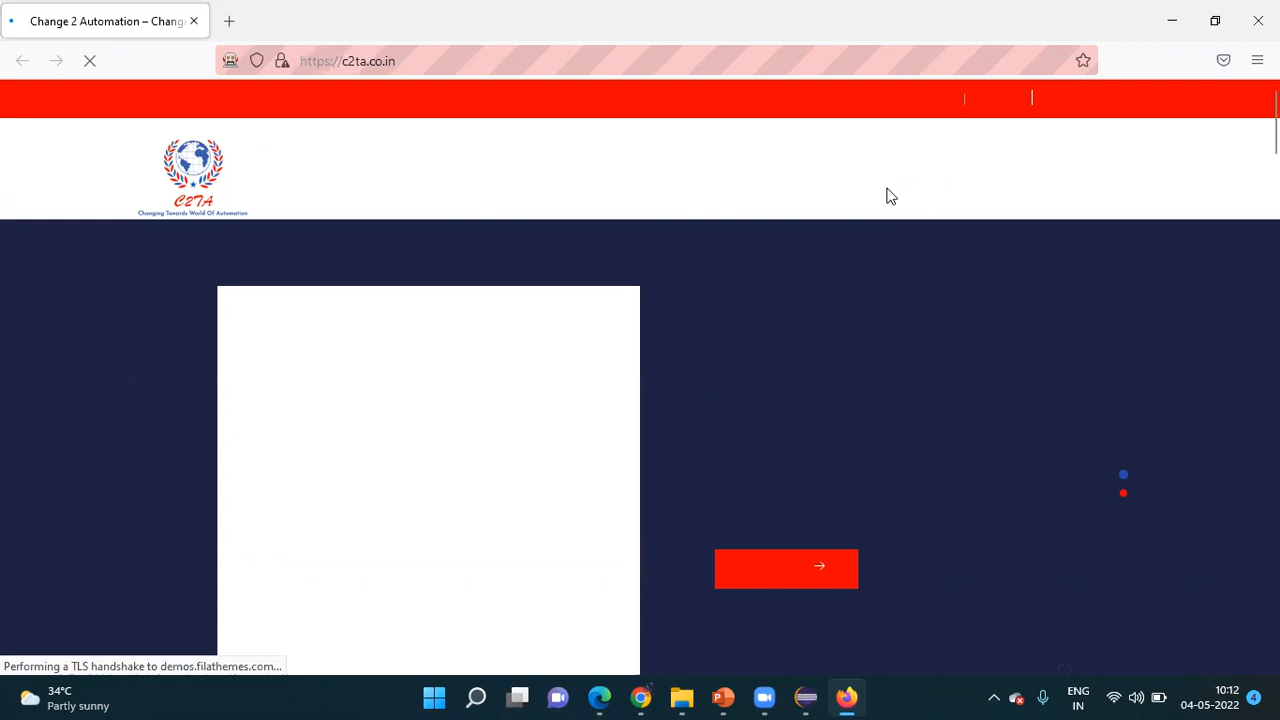 Change 2 Automation – Chang
https://c2ta.co.in
C2TA
Changing Towards World Of Automation
Performing a TLS handshake to demos.filathemes.com...
34°C
Partly sunny
ENG
IN
10:12
04-05-2022
4